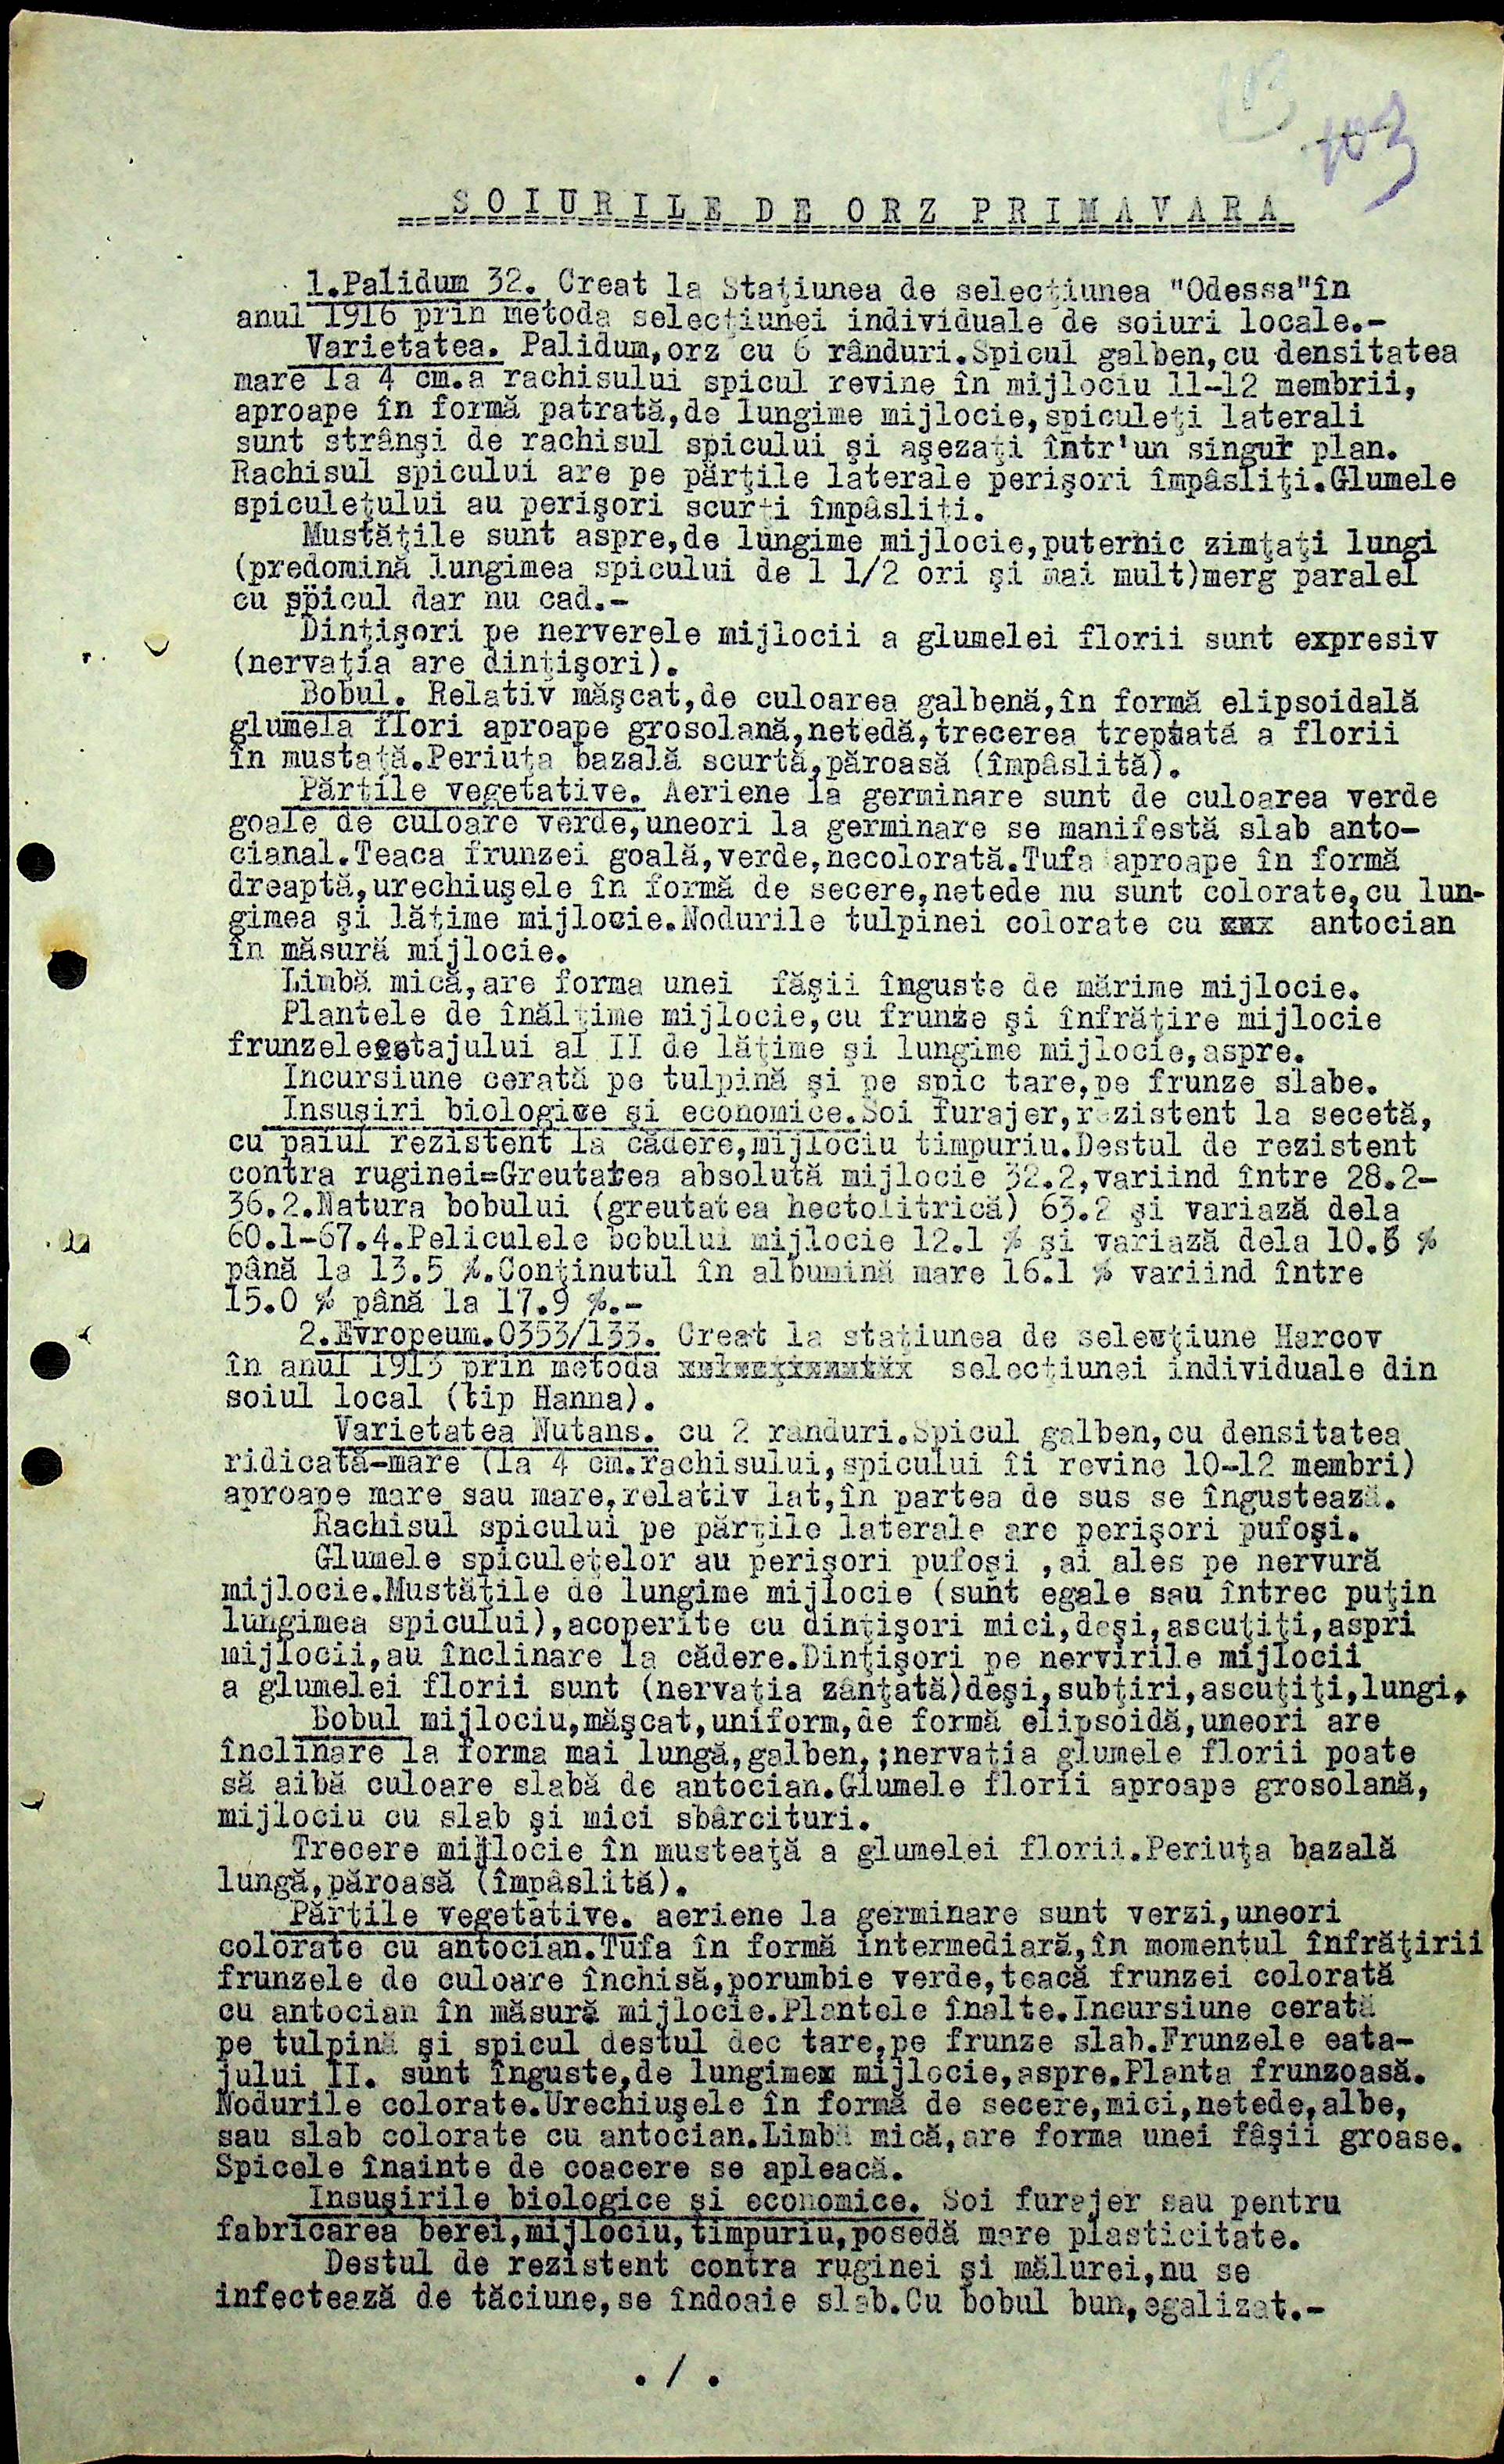 103
SOIURILE DE ORZ PRIMAVARA
1.Palidum 32. Creat la Staţiunea de selecţiunea "Odessa"în
anul 1916 prin metoda selecţiunei individuale de soiuri locale.-
Varietatea. Palidum,orz cu 6 rânduri.Spicul galben,cu densitatea
mare la 4 cm.a rachisului spicul revine în mijlociu 11-12 membrii,
aproape în formă patrată,de lungime mijlocie,spiculeţi laterali
sunt strânşi de rachisul spicului şi aşezaţi într'un singur plan.
Rachisul spicului are pe părţile laterale perişori împâsliţi.Glumele
spiculeţului au perişori scurţi împâsliţi.
Mustăţile sunt aspre,de lungime mijlocie,puternic zimţaţi lungi
(predomină lungimea spicului de 1 1/2 ori şi mai mult)merg paralel
cu spicul dar nu cad.-
Dinţişori pe nerverele mijlocii a glumelei florii sunt expresiv
(nervaţia are dinţişori).
Bobul. Relativ măşcat,de culoarea galbenă,în formă elipsoidală
glumela flori aproape grosolană,netedă,trecerea treptată a florii
în mustaţă.Periuţa bazală scurtă,păroasă (împâslită).
Părţile vegetative. Aeriene la germinare sunt de culoarea verde
goale de culoare verde,uneori la germinare se manifestă slab anto-
cianal.Teaca frunzei goală,verde,necolorată.Tufa aproape în formă
dreaptă,urechiuşele în formă de secere,netede nu sunt colorate,cu lun-
gimea şi lăţime mijlocie.Nodurile tulpinei colorate cu xxx antocian
în măsură mijlocie.
Limbă mică,are forma unei făşii înguste de mărime mijlocie.
Plantele de înălţime mijlocie,cu frunze şi înfrăţire mijlocie
frunzeleeetajului al II de lăţime şi lungime mijlocie,aspre.
Incursiune cerată pe tulpină şi pe spic tare,pe frunze slabe.
Insuşiri biologice şi economice.Soi furajer,rezistent la secetă,
cu paiul rezistent la cădere,mijlociu timpuriu.Destul de rezistent
contra ruginei=Greutatea absolută mijlocie 32.2,variind între 28.2-
36.2.Natura bobului (greutatea hectolitrică) 63.2 şi variază dela
60.1-67.4.Peliculele bobului mijlocie 12.1 % şi variază dela 10.6 %
până la 13.5 %.Conţinutul în albumină mare 16.1 % variind între
15.0 % până la 17.9 %.-
2.Evropeum.0353/133. Creat la staţiunea de selecţiune Harcov
în anul 1913 prin metoda selecţiunei individuale din
soiul local (tip Hanna).
Varietatea Nutans. cu 2 randuri.Spicul galben,cu densitatea
ridicată-mare (la 4 cm.rachisului,spicului îi revine 10-12 membri)
aproape mare sau mare,relativ lat,în partea de sus se îngustează.
Rachisul spicului pe părţile laterale are perişori pufoşi.
Glumele spiculeţelor au perişori pufoşi ,ai ales pe nervură
mijlocie.Mustăţile de lungime mijlocie (sunt egale sau întrec puţin
lungimea spicului),acoperite cu dinţişori mici,deşi,ascuţiţi,aspri
mijlocii,au înclinare la cădere.Dinţişori pe nervirile mijlocii
a glumelei florii sunt (nervaţia zânţată)deşi,subţiri,ascuţiţi,lungi.
Bobul mijlociu,măşcat,uniform,de formă elipsoidă,uneori are
înclinare la forma mai lungă,galben,;nervaţia glumele florii poate
să aibă culoare slabă de antocian.Glumele florii aproape grosolană,
mijlociu cu slab şi mici sbârcituri.
Trecere mijlocie în musteaţă a glumelei florii.Periuţa bazală
lungă,păroasă (împâslită).
Părţile vegetative. aeriene la germinare sunt verzi,uneori
colorate cu antocian.Tufa în formă intermediară,în momentul înfrăţirii
frunzele de culoare închisă,porumbie verde,teacă frunzei colorată
cu antocian în măsură mijlocie.Plantele înalte.Incursiune cerată
pe tulpină şi spicul destul dec tare,pe frunze slab.Frunzele eata-
jului II. sunt înguste,de lungimex mijlocie,aspre.Planta frunzoasă.
Nodurile colorate.Urechiuşele în formă de secere,mici,netede,albe,
sau slab colorate cu antocian.Limbă mică,are forma unei fâşii groase.
Spicele înainte de coacere se apleacă.
Insuşirile biologice şi economice. Soi furajer sau pentru
fabricarea berei,mijlociu,timpuriu,posedă mare plasticitate.
Destul de rezistent contra ruginei şi mălurei,nu se
infectează de tăciune,se îndoaie slab.Cu bobul bun,egalizat.-
./.